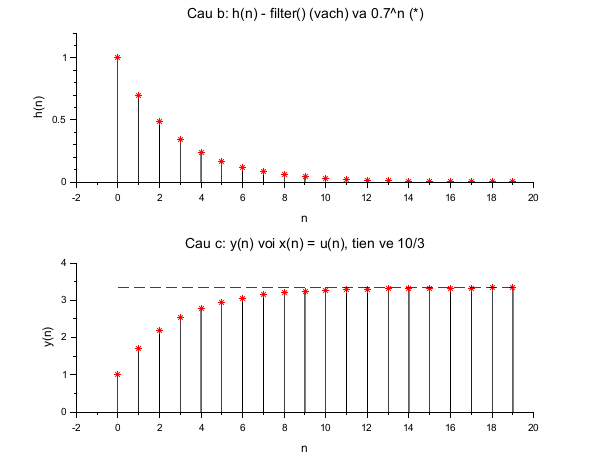 Cau b: h(n) - filter() (vach) va 0.7^n (*)
1
0.5
0
h(n)
-2 0 2 4 6 8 10 12 14 16 18 20
n
Cau c: y(n) voi x(n) = u(n), tien ve 10/3
4
3
2
1
0
y(n)
-2 0 2 4 6 8 10 12 14 16 18 20
n